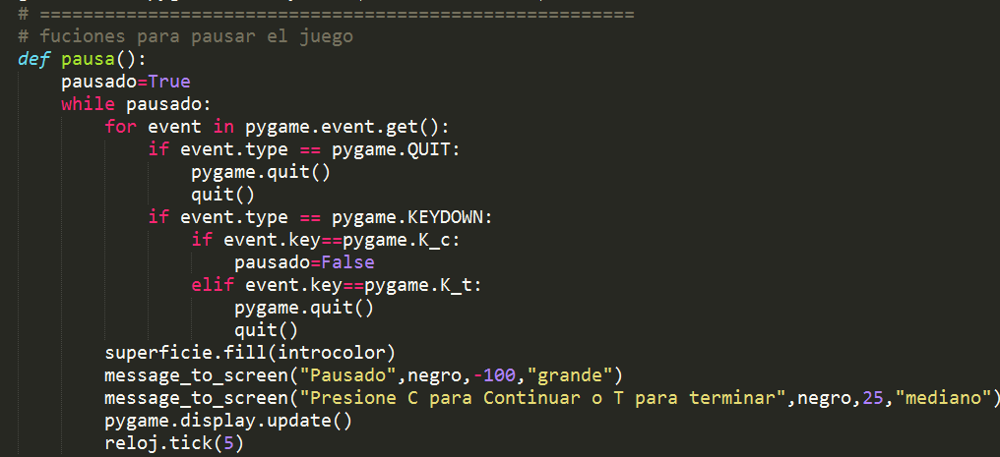 # =======================================================
# fuciones para pausar el juego
def pausa():
    pausado=True
    while pausado:
        for event in pygame.event.get():
            if event.type == pygame.QUIT:
                pygame.quit()
                quit()
            if event.type == pygame.KEYDOWN:
                if event.key==pygame.K_c:
                    pausado=False
                elif event.key==pygame.K_t:
                    pygame.quit()
                    quit()
        superficie.fill(introcolor)
        message_to_screen("Pausado",negro,-100,"grande")
        message_to_screen("Presione C para Continuar o T para terminar",negro,25,"mediano")
        pygame.display.update()
        reloj.tick(5)